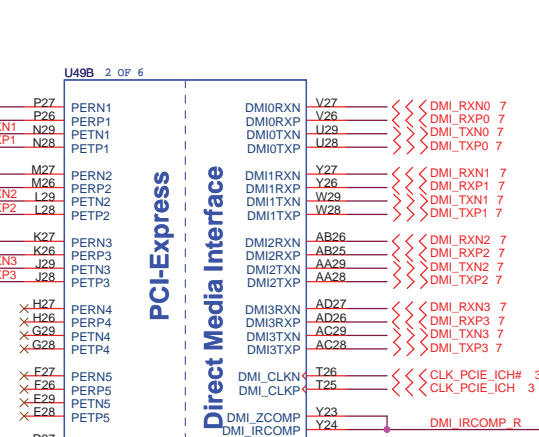 U49B 2 OF 6
P27 PERN1 DMI0RXN V27 DMI_RXN0 7
P26 PERP1 DMI0RXP V26 DMI_RXP0 7
N29 PETN1 DMI0TXN U29 DMI_TXN0 7
N28 PETP1 DMI0TXP U28 DMI_TXP0 7
M27 PERN2 DMI1RXN Y27 DMI_RXN1 7
M26 PERP2 DMI1RXP Y26 DMI_RXP1 7
L29 PETN2 DMI1TXN W29 DMI_TXN1 7
L28 PETP2 DMI1TXP W28 DMI_TXP1 7
K27 PERN3 DMI2RXN AB26 DMI_RXN2 7
K26 PERP3 DMI2RXP AB25 DMI_RXP2 7
J29 PETN3 DMI2TXN AA29 DMI_TXN2 7
J28 PETP3 DMI2TXP AA28 DMI_TXP2 7
H27 PERN4 DMI3RXN AD27 DMI_RXN3 7
H26 PERP4 DMI3RXP AD26 DMI_RXP3 7
G29 PETN4 DMI3TXN AC29 DMI_TXN3 7
G28 PETP4 DMI3TXP AC28 DMI_TXP3 7
F27 PERN5 DMI_CLKN T26 CLK_PCIE_ICH# 3
F26 PERP5 DMI_CLKP T25 CLK_PCIE_ICH 3
E29 PETN5
E28 PETP5 DMI_ZCOMP Y23
DMI_IRCOMP Y24 DMI_IRCOMP_R
PCI-Express
Direct Media Interface